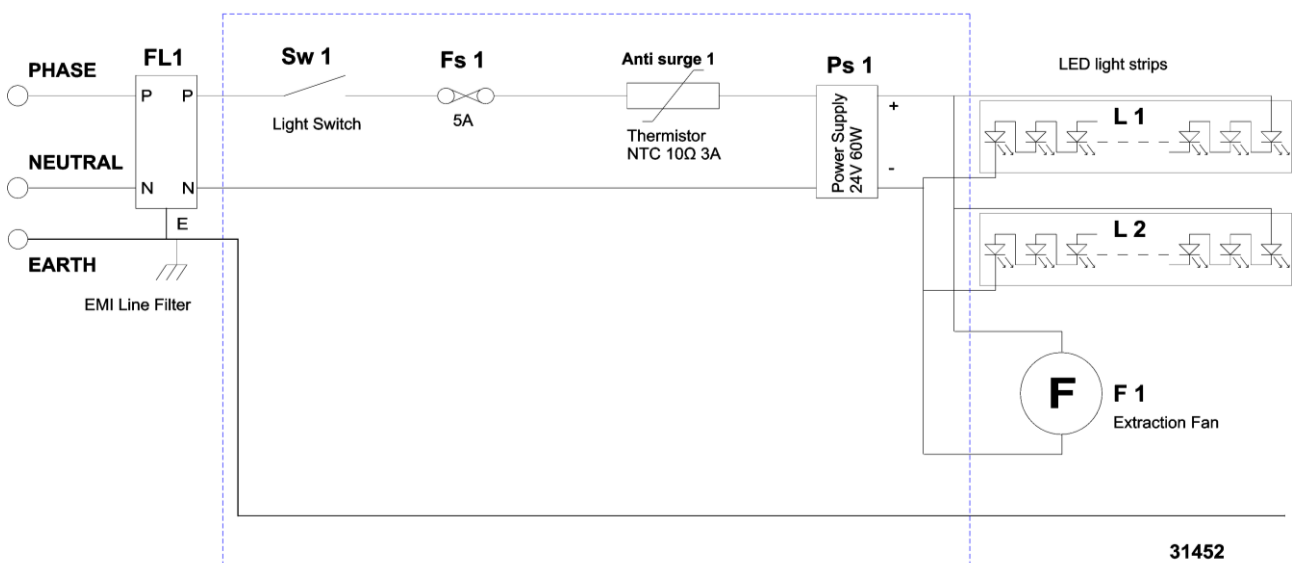 PHASE
FL1
P P
NEUTRAL
N N
E
EARTH
EMI Line Filter
Sw 1
Light Switch
Fs 1
5A
Anti surge 1
Thermistor
NTC 10Ω 3A
Ps 1
Power Supply
24V 60W
+
-
LED light strips
L 1
L 2
F
F 1
Extraction Fan
31452